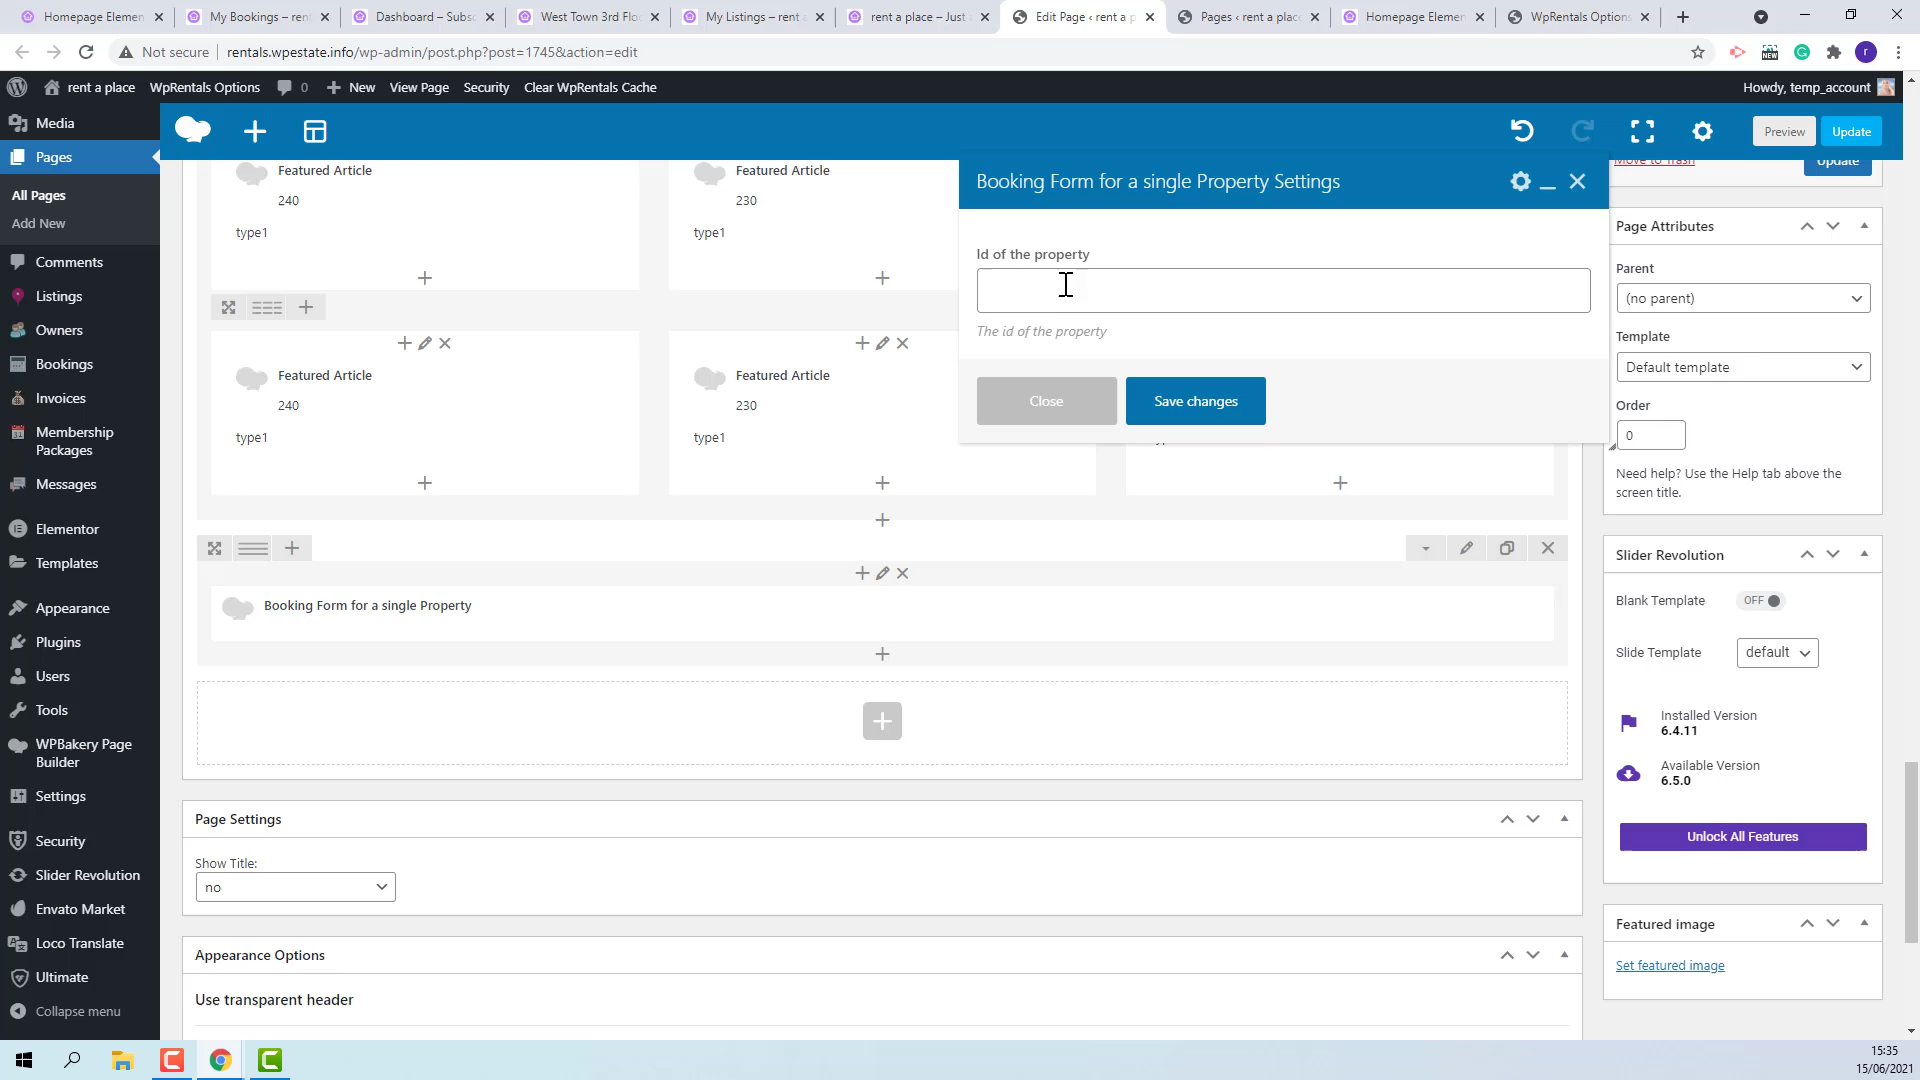 Homepage Elemen
My Bookings – ren
Dashboard – Subsc
West Town 3rd Flo
My Listings – rent a
rent a place – Just
Edit Page ‹ rent a p
Pages ‹ rent a place
Homepage Elemen
WpRentals Options
Not secure
rentals.wpestate.info/wp-admin/post.php?post=1745&action=edit
NEW
r
rent a place
WpRentals Options
0
New
View Page
Security
Clear WpRentals Cache
Howdy, temp_account
Media
Pages
All Pages
Add New
Comments
Listings
Owners
Bookings
Invoices
Membership
Packages
Messages
Elementor
Templates
Appearance
Plugins
Users
Tools
WPBakery Page
Builder
Settings
Security
Slider Revolution
Envato Market
Loco Translate
Ultimate
Collapse menu
Preview
Update
Featured Article
240
type1
Featured Article
230
type1
Featured Article
240
type1
Featured Article
230
type1
Booking Form for a single Property Settings
Id of the property
The id of the property
Close
Save changes
Booking Form for a single Property
Page Settings
Show Title:
no
Appearance Options
Use transparent header
Move to Trash
Update
Page Attributes
Parent
(no parent)
Template
Default template
Order
0
Need help? Use the Help tab above the
screen title.
Slider Revolution
Blank Template
OFF
Slide Template
default
Installed Version
6.4.11
Available Version
6.5.0
Unlock All Features
Featured image
Set featured image
15:35
15/06/2021